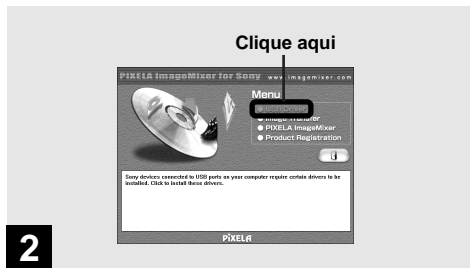 Clique aqui
PIXELA ImageMixer for Sony www.imagemixer.com
Menu
USB Driver
Image Transfer
PIXELA ImageMixer
Product Registration
Sony devices connected to USB ports on your computer require certain drivers to be
installed. Click to install these drivers.
PIXELA
2